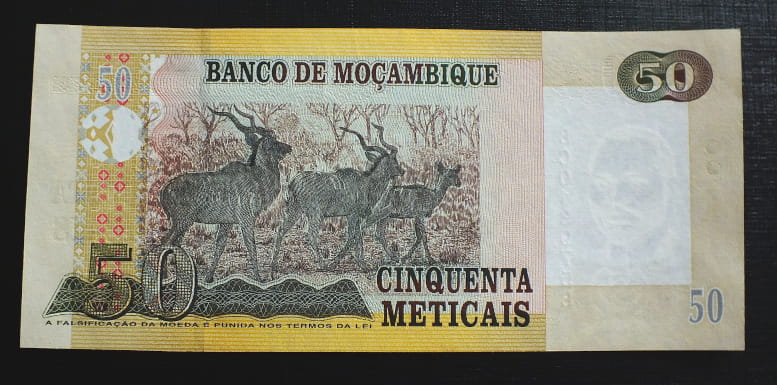 50
BANCO DE MOÇAMBIQUE
50
50
CINQUENTA
METICAIS
50
A FALSIFICAÇÃO DA MOEDA É PUNIDA NOS TERMOS DA LEI